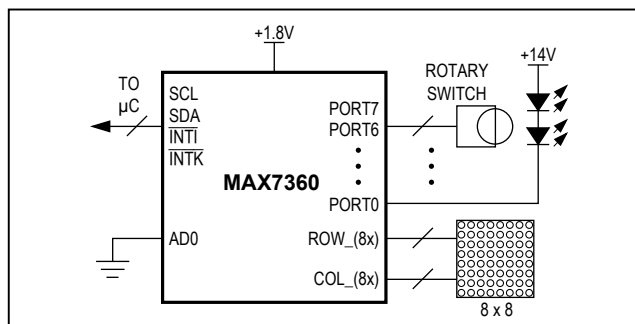 +1.8V
+14V
TO
µC
SCL
SDA
INTI
INTK
AD0
MAX7360
PORT7
PORT6
PORT0
ROW_(8x)
COL_(8x)
ROTARY
SWITCH
8 x 8